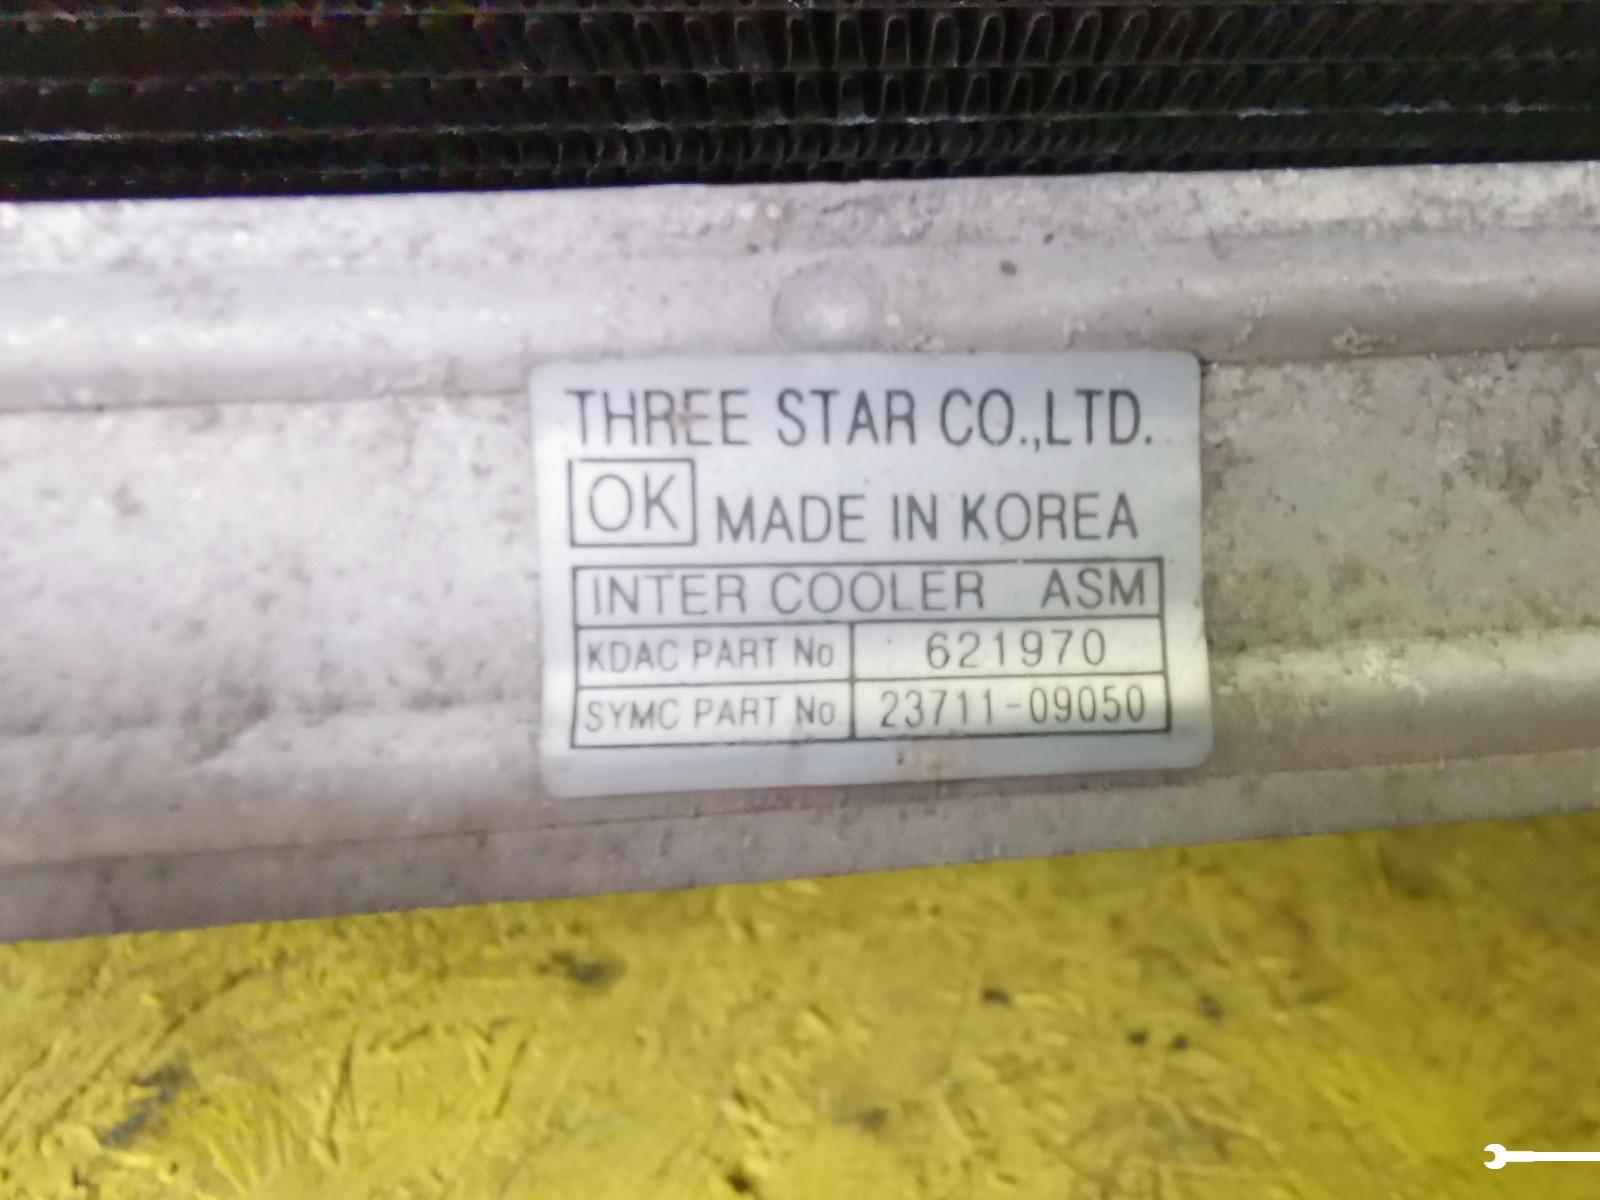 THREE STAR CO.,LTD.
OK MADE IN KOREA
INTER COOLER ASM
KDAC PART No 621970
SYMC PART No 23711-09050